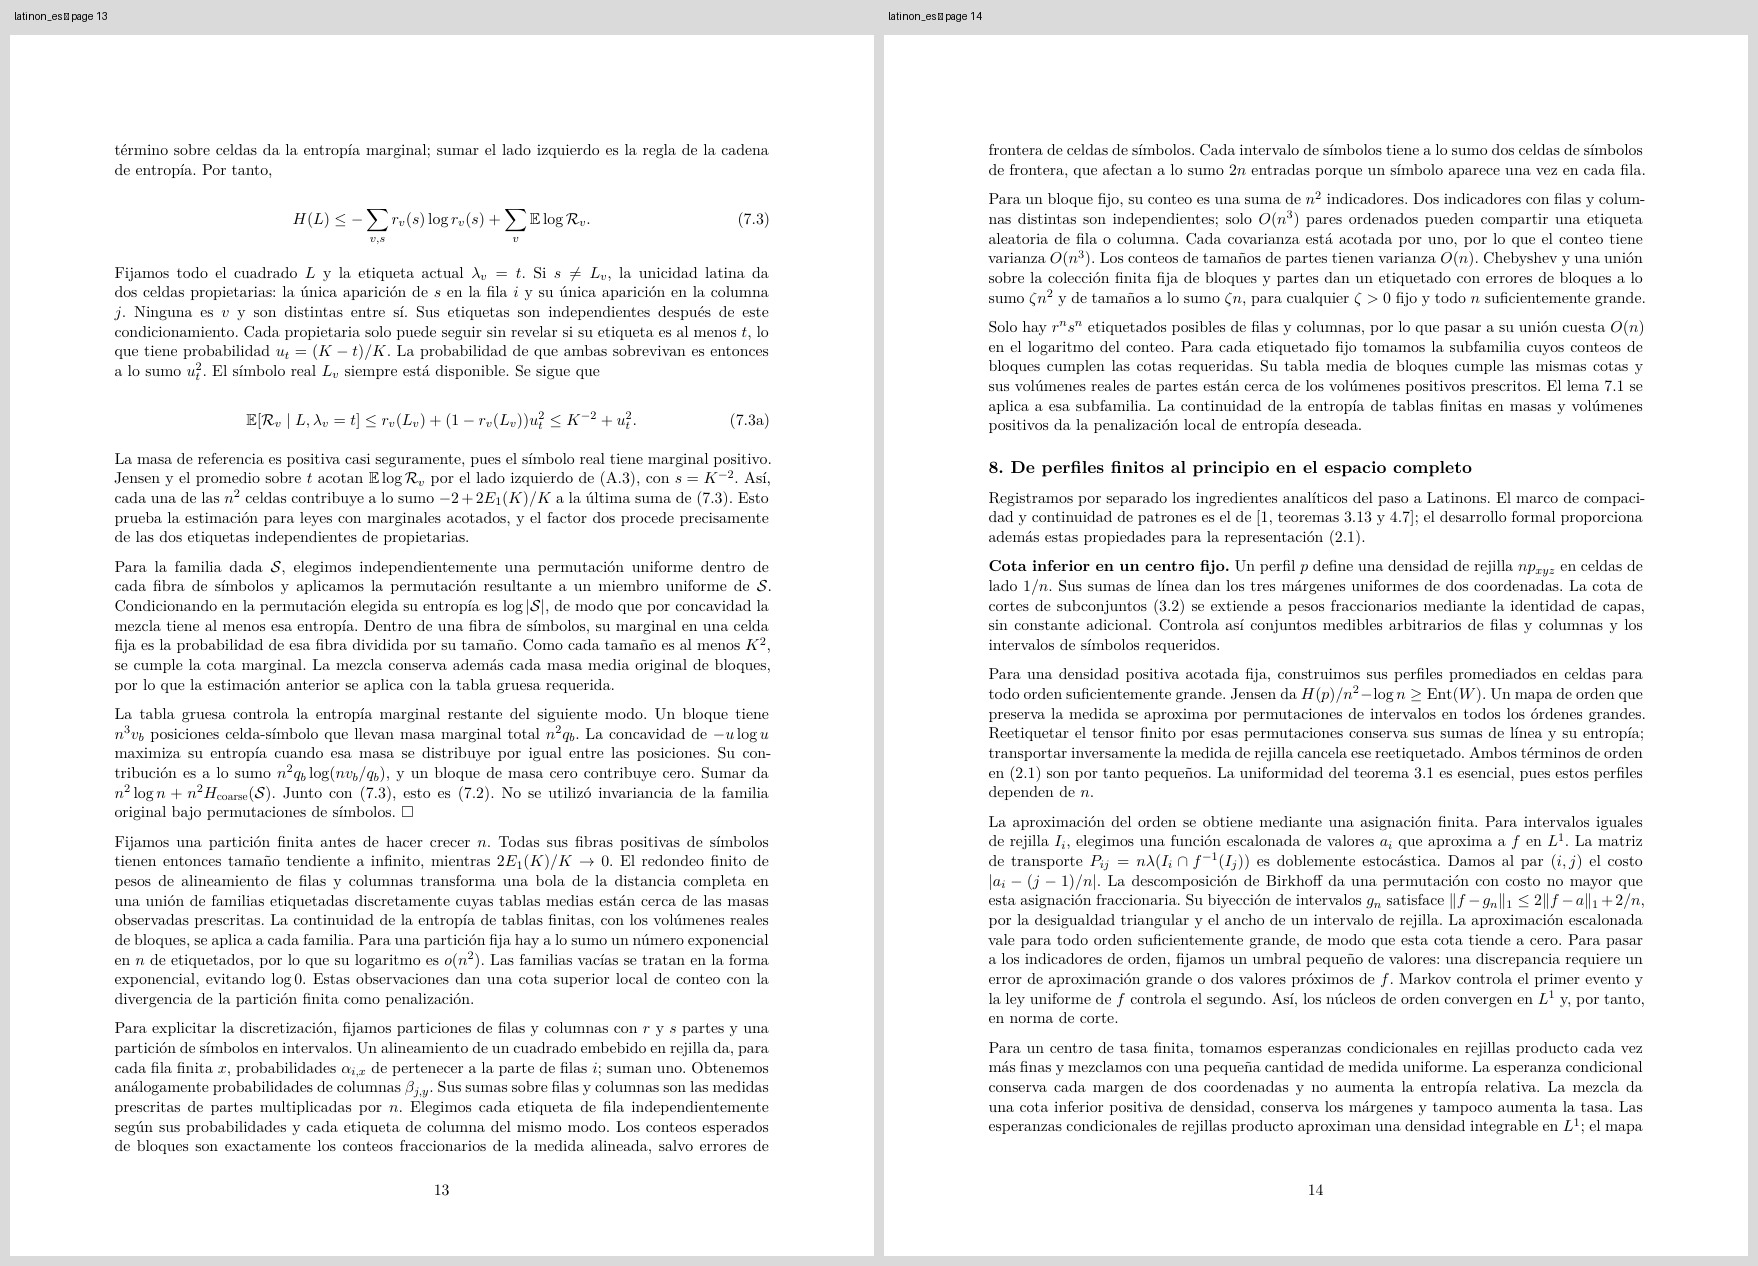 latinon_es▯page 13
término sobre celdas da la entropía marginal; sumar el lado izquierdo es la regla de la cadena
de entropía. Por tanto,
H(L) ≤ − ∑_{v,s} r_v(s) log r_v(s) + ∑_v 𝔼 log 𝓡_v. (7.3)
Fijamos todo el cuadrado L y la etiqueta actual λ_v = t. Si s ≠ L_v, la unicidad latina da
dos celdas propietarias: la única aparición de s en la fila i y su única aparición en la columna
j. Ninguna es v y son distintas entre sí. Sus etiquetas son independientes después de este
condicionamiento. Cada propietaria solo puede seguir sin revelar si su etiqueta es al menos t, lo
que tiene probabilidad u_t = (K − t)/K. La probabilidad de que ambas sobrevivan es entonces
a lo sumo u_t^2. El símbolo real L_v siempre está disponible. Se sigue que
𝔼[𝓡_v | L, λ_v = t] ≤ r_v(L_v) + (1 − r_v(L_v))u_t^2 ≤ K^{−2} + u_t^2. (7.3a)
La masa de referencia es positiva casi seguramente, pues el símbolo real tiene marginal positivo.
Jensen y el promedio sobre t acotan 𝔼 log 𝓡_v por el lado izquierdo de (A.3), con s = K^{−2}. Así,
cada una de las n^2 celdas contribuye a lo sumo −2 + 2E_1(K)/K a la última suma de (7.3). Esto
prueba la estimación para leyes con marginales acotados, y el factor dos procede precisamente
de las dos etiquetas independientes de propietarias.
Para la familia dada 𝒮, elegimos independientemente una permutación uniforme dentro de
cada fibra de símbolos y aplicamos la permutación resultante a un miembro uniforme de 𝒮.
Condicionando en la permutación elegida su entropía es log |𝒮|, de modo que por concavidad la
mezcla tiene al menos esa entropía. Dentro de una fibra de símbolos, su marginal en una celda
fija es la probabilidad de esa fibra dividida por su tamaño. Como cada tamaño es al menos K^2,
se cumple la cota marginal. La mezcla conserva además cada masa media original de bloques,
por lo que la estimación anterior se aplica con la tabla gruesa requerida.
La tabla gruesa controla la entropía marginal restante del siguiente modo. Un bloque tiene
n^3v_b posiciones celda-símbolo que llevan masa marginal total n^2q_b. La concavidad de −u log u
maximiza su entropía cuando esa masa se distribuye por igual entre las posiciones. Su con-
tribución es a lo sumo n^2q_b log(nv_b/q_b), y un bloque de masa cero contribuye cero. Sumar da
n^2 log n + n^2H_coarse(𝒮). Junto con (7.3), esto es (7.2). No se utilizó invariancia de la familia
original bajo permutaciones de símbolos. □
Fijamos una partición finita antes de hacer crecer n. Todas sus fibras positivas de símbolos
tienen entonces tamaño tendiente a infinito, mientras 2E_1(K)/K → 0. El redondeo finito de
pesos de alineamiento de filas y columnas transforma una bola de la distancia completa en
una unión de familias etiquetadas discretamente cuyas tablas medias están cerca de las masas
observadas prescritas. La continuidad de la entropía de tablas finitas, con los volúmenes reales
de bloques, se aplica a cada familia. Para una partición fija hay a lo sumo un número exponencial
en n de etiquetados, por lo que su logaritmo es o(n^2). Las familias vacías se tratan en la forma
exponencial, evitando log 0. Estas observaciones dan una cota superior local de conteo con la
divergencia de la partición finita como penalización.
Para explicitar la discretización, fijamos particiones de filas y columnas con r y s partes y una
partición de símbolos en intervalos. Un alineamiento de un cuadrado embebido en rejilla da, para
cada fila finita x, probabilidades α_{i,x} de pertenecer a la parte de filas i; suman uno. Obtenemos
análogamente probabilidades de columnas β_{j,y}. Sus sumas sobre filas y columnas son las medidas
prescritas de partes multiplicadas por n. Elegimos cada etiqueta de fila independientemente
según sus probabilidades y cada etiqueta de columna del mismo modo. Los conteos esperados
de bloques son exactamente los conteos fraccionarios de la medida alineada, salvo errores de
13
latinon_es▯page 14
frontera de celdas de símbolos. Cada intervalo de símbolos tiene a lo sumo dos celdas de símbolos
de frontera, que afectan a lo sumo 2n entradas porque un símbolo aparece una vez en cada fila.
Para un bloque fijo, su conteo es una suma de n^2 indicadores. Dos indicadores con filas y colum-
nas distintas son independientes; solo O(n^3) pares ordenados pueden compartir una etiqueta
aleatoria de fila o columna. Cada covarianza está acotada por uno, por lo que el conteo tiene
varianza O(n^3). Los conteos de tamaños de partes tienen varianza O(n). Chebyshev y una unión
sobre la colección finita fija de bloques y partes dan un etiquetado con errores de bloques a lo
sumo ζn^2 y de tamaños a lo sumo ζn, para cualquier ζ > 0 fijo y todo n suficientemente grande.
Solo hay r^n s^n etiquetados posibles de filas y columnas, por lo que pasar a su unión cuesta O(n)
en el logaritmo del conteo. Para cada etiquetado fijo tomamos la subfamilia cuyos conteos de
bloques cumplen las cotas requeridas. Su tabla media de bloques cumple las mismas cotas y
sus volúmenes reales de partes están cerca de los volúmenes positivos prescritos. El lema 7.1 se
aplica a esa subfamilia. La continuidad de la entropía de tablas finitas en masas y volúmenes
positivos da la penalización local de entropía deseada.
8. De perfiles finitos al principio en el espacio completo
Registramos por separado los ingredientes analíticos del paso a Latinons. El marco de compaci-
dad y continuidad de patrones es el de [1, teoremas 3.13 y 4.7]; el desarrollo formal proporciona
además estas propiedades para la representación (2.1).
Cota inferior en un centro fijo. Un perfil p define una densidad de rejilla np_{xyz} en celdas de
lado 1/n. Sus sumas de línea dan los tres márgenes uniformes de dos coordenadas. La cota de
cortes de subconjuntos (3.2) se extiende a pesos fraccionarios mediante la identidad de capas,
sin constante adicional. Controla así conjuntos medibles arbitrarios de filas y columnas y los
intervalos de símbolos requeridos.
Para una densidad positiva acotada fija, construimos sus perfiles promediados en celdas para
todo orden suficientemente grande. Jensen da H(p)/n^2 − log n ≥ Ent(W). Un mapa de orden que
preserva la medida se aproxima por permutaciones de intervalos en todos los órdenes grandes.
Reetiquetar el tensor finito por esas permutaciones conserva sus sumas de línea y su entropía;
transportar inversamente la medida de rejilla cancela ese reetiquetado. Ambos términos de orden
en (2.1) son por tanto pequeños. La uniformidad del teorema 3.1 es esencial, pues estos perfiles
dependen de n.
La aproximación del orden se obtiene mediante una asignación finita. Para intervalos iguales
de rejilla I_i, elegimos una función escalonada de valores a_i que aproxima a f en L^1. La matriz
de transporte P_{ij} = nλ(I_i ∩ f^{−1}(I_j)) es doblemente estocástica. Damos al par (i, j) el costo
|a_i − (j − 1)/n|. La descomposición de Birkhoff da una permutación con costo no mayor que
esta asignación fraccionaria. Su biyección de intervalos g_n satisface ‖f − g_n‖_1 ≤ 2‖f − a‖_1 + 2/n,
por la desigualdad triangular y el ancho de un intervalo de rejilla. La aproximación escalonada
vale para todo orden suficientemente grande, de modo que esta cota tiende a cero. Para pasar
a los indicadores de orden, fijamos un umbral pequeño de valores: una discrepancia requiere un
error de aproximación grande o dos valores próximos de f. Markov controla el primer evento y
la ley uniforme de f controla el segundo. Así, los núcleos de orden convergen en L^1 y, por tanto,
en norma de corte.
Para un centro de tasa finita, tomamos esperanzas condicionales en rejillas producto cada vez
más finas y mezclamos con una pequeña cantidad de medida uniforme. La esperanza condicional
conserva cada margen de dos coordenadas y no aumenta la entropía relativa. La mezcla da
una cota inferior positiva de densidad, conserva los márgenes y tampoco aumenta la tasa. Las
esperanzas condicionales de rejillas producto aproximan una densidad integrable en L^1; el mapa
14